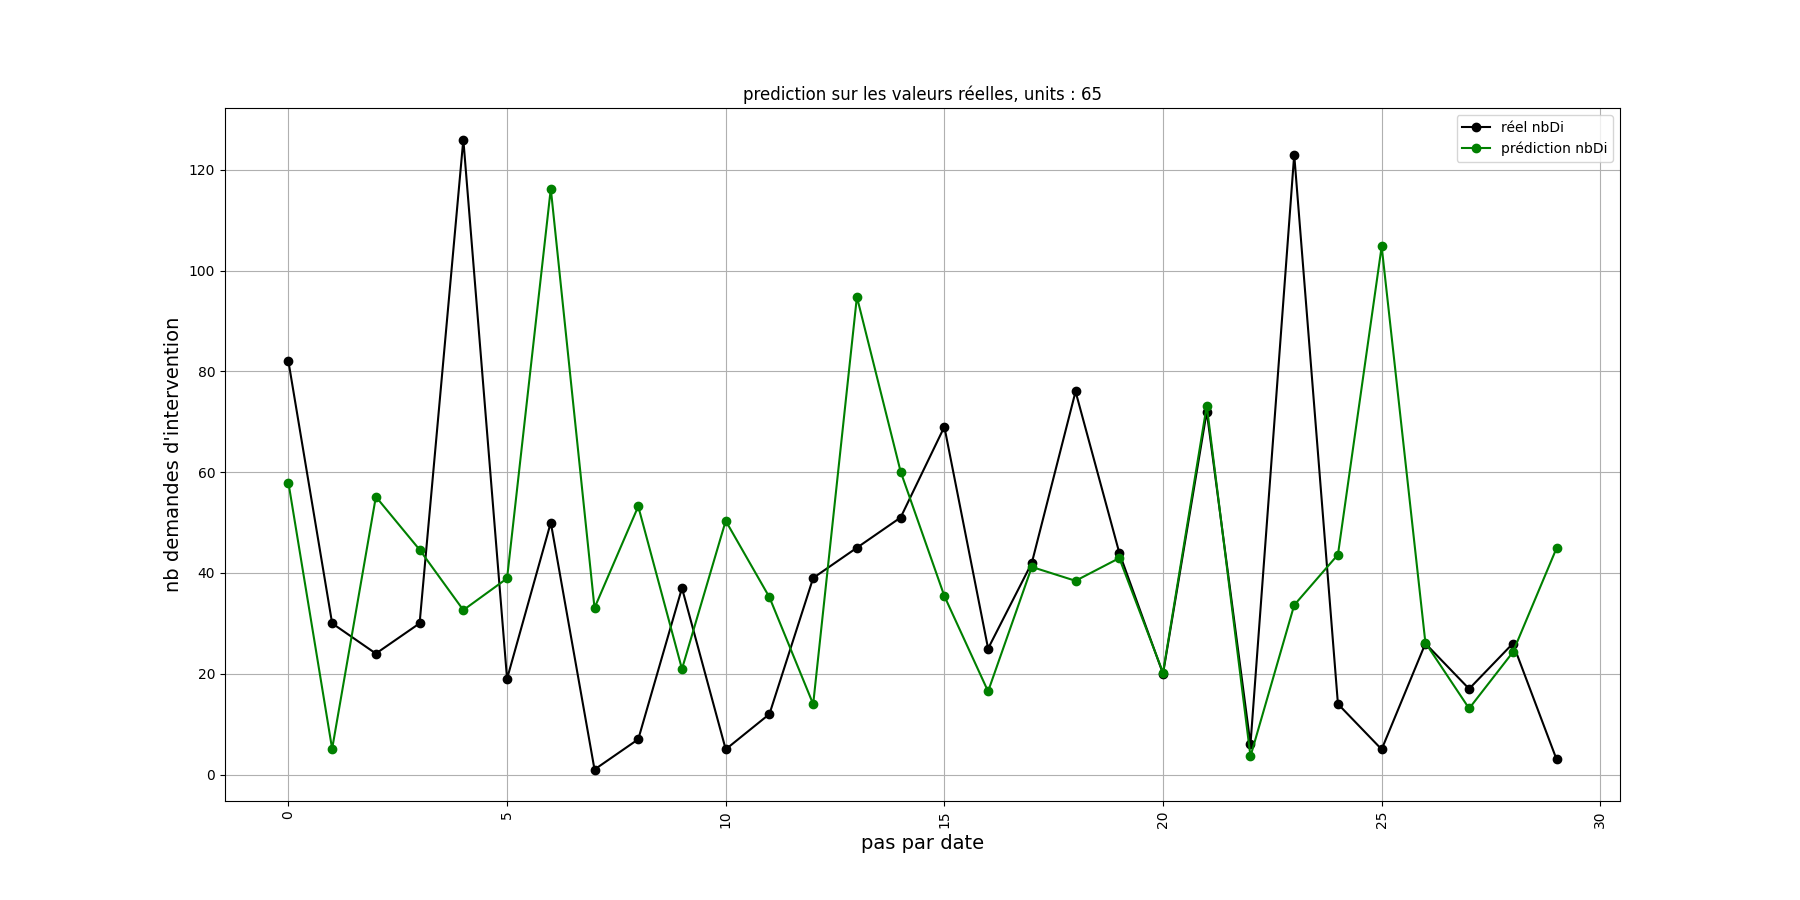 prediction sur les valeurs réelles, units : 65
réel nbDi
prédiction nbDi
nb demandes d'intervention
120
100
80
60
40
20
0
0
5
10
15
20
25
30
pas par date